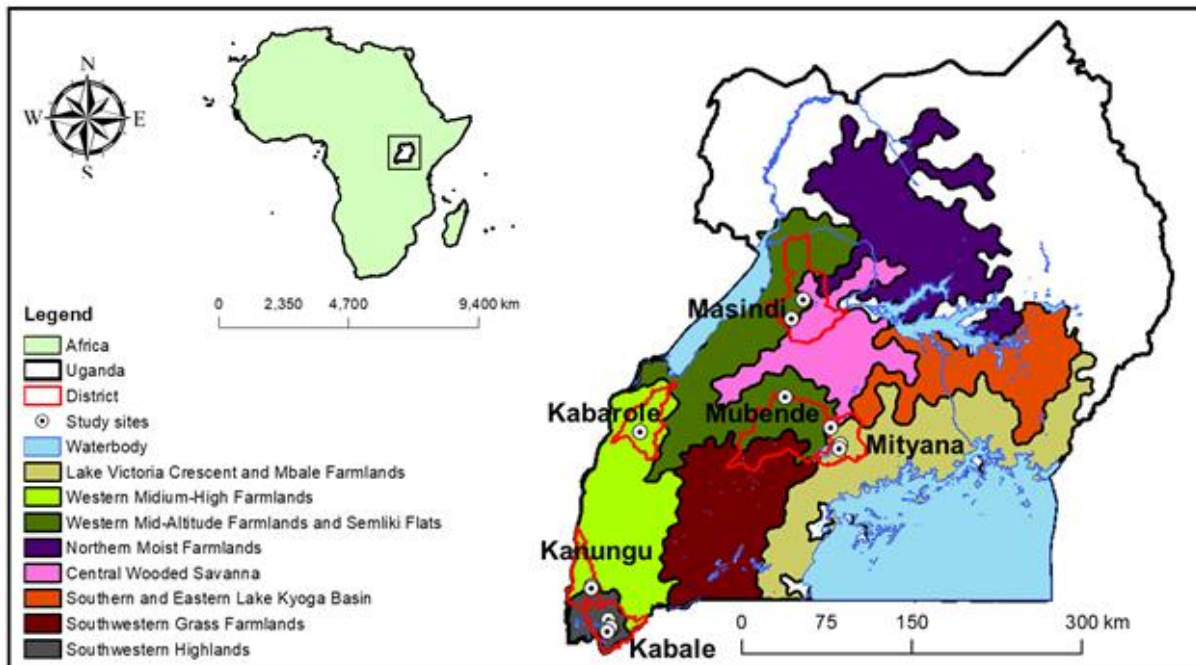 N
W E
S
0 2,350 4,700 9,400 km
Legend
Africa
Uganda
District
Study sites
Waterbody
Lake Victoria Crescent and Mbale Farmlands
Western Midium-High Farmlands
Western Mid-Altitude Farmlands and Semliki Flats
Northern Moist Farmlands
Central Wooded Savanna
Southern and Eastern Lake Kyoga Basin
Southwestern Grass Farmlands
Southwestern Highlands
Masindi
Kabarole
Mubende
Mityana
Kanungu
Kabale
0 75 150 300 km